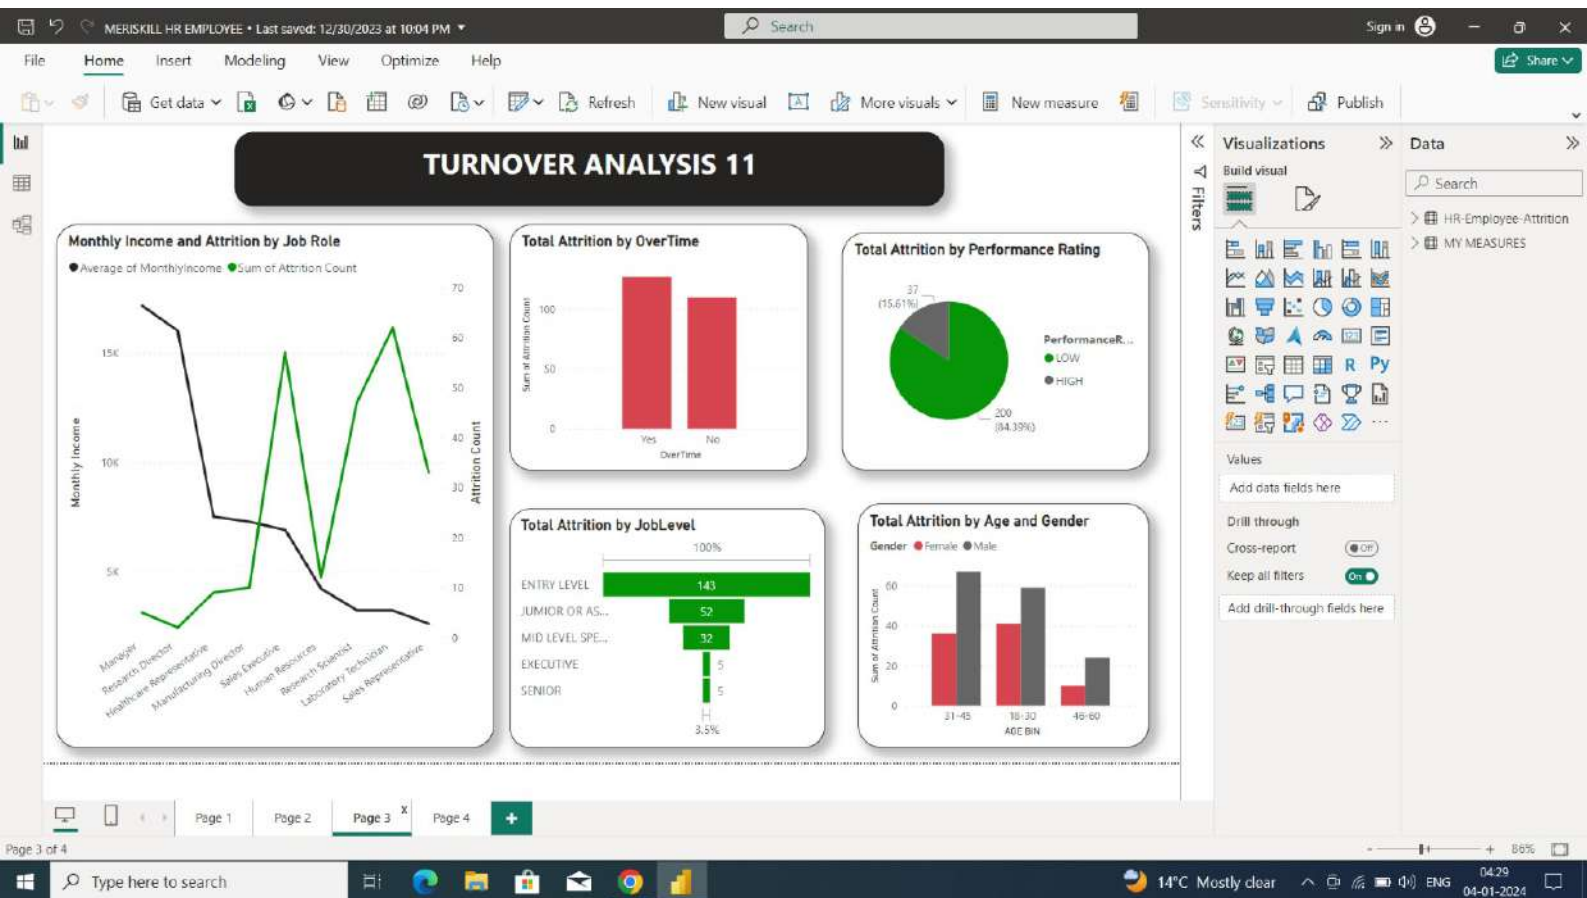 MERISKILL HR EMPLOYEE • Last saved: 12/30/2023 at 10:04 PM
Search
Sign in
File Home Insert Modeling View Optimize Help
Share
Get data
Refresh
New visual
More visuals
New measure
Sensitivity
Publish
TURNOVER ANALYSIS 11
Monthly Income and Attrition by Job Role
Average of MonthlyIncome Sum of Attrition Count
Monthly Income
15K
10K
5K
70
60
50
40
30
20
10
0
Attrition Count
Manager
Research Director
Healthcare Representative
Manufacturing Director
Sales Executive
Human Resources
Research Scientist
Laboratory Technician
Sales Representative
Total Attrition by OverTime
Sum of Attrition Count
100
50
0
Yes No
OverTime
Total Attrition by Performance Rating
37
(15.61%)
200
(84.39%)
PerformanceR...
LOW
HIGH
Total Attrition by JobLevel
100%
ENTRY LEVEL 143
JUMIOR OR AS... 52
MID LEVEL SPE... 32
EXECUTIVE 5
SENIOR 5
3.5%
Total Attrition by Age and Gender
Gender Female Male
Sum of Attrition Count
60
40
20
0
31-45 18-30 46-60
AGE BIN
Filters
Visualizations
Build visual
R Py
123
Values
Add data fields here
Drill through
Cross-report Off
Keep all filters On
Add drill-through fields here
Data
Search
HR-Employee-Attrition
MY MEASURES
Page 1 Page 2 Page 3 X Page 4 +
Page 3 of 4
- + 86%
Type here to search
14°C Mostly clear
ENG
04:29
04-01-2024